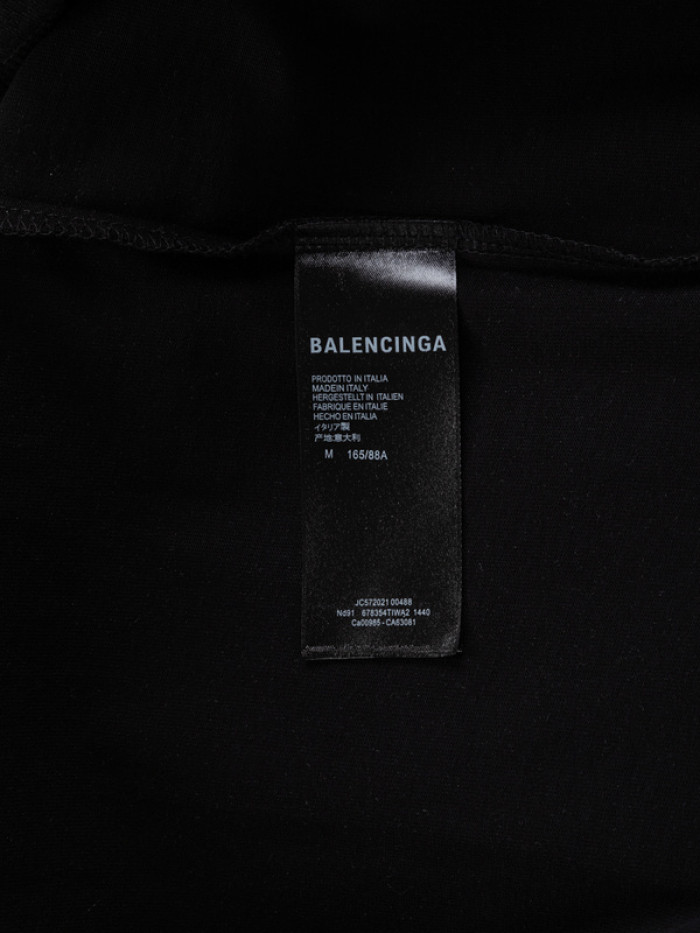 BALENCINGA
PRODOTTO IN ITALIA
MADEIN ITALY
HERGESTELLT IN ITALIEN
FABRIQUE EN ITALIE
HECHO EN ITALIA
イタリア製
产地:意大利
M 165/88A
JC572021 00488
Nd91 678354TIWA2 1440
Ca00985-CA63081